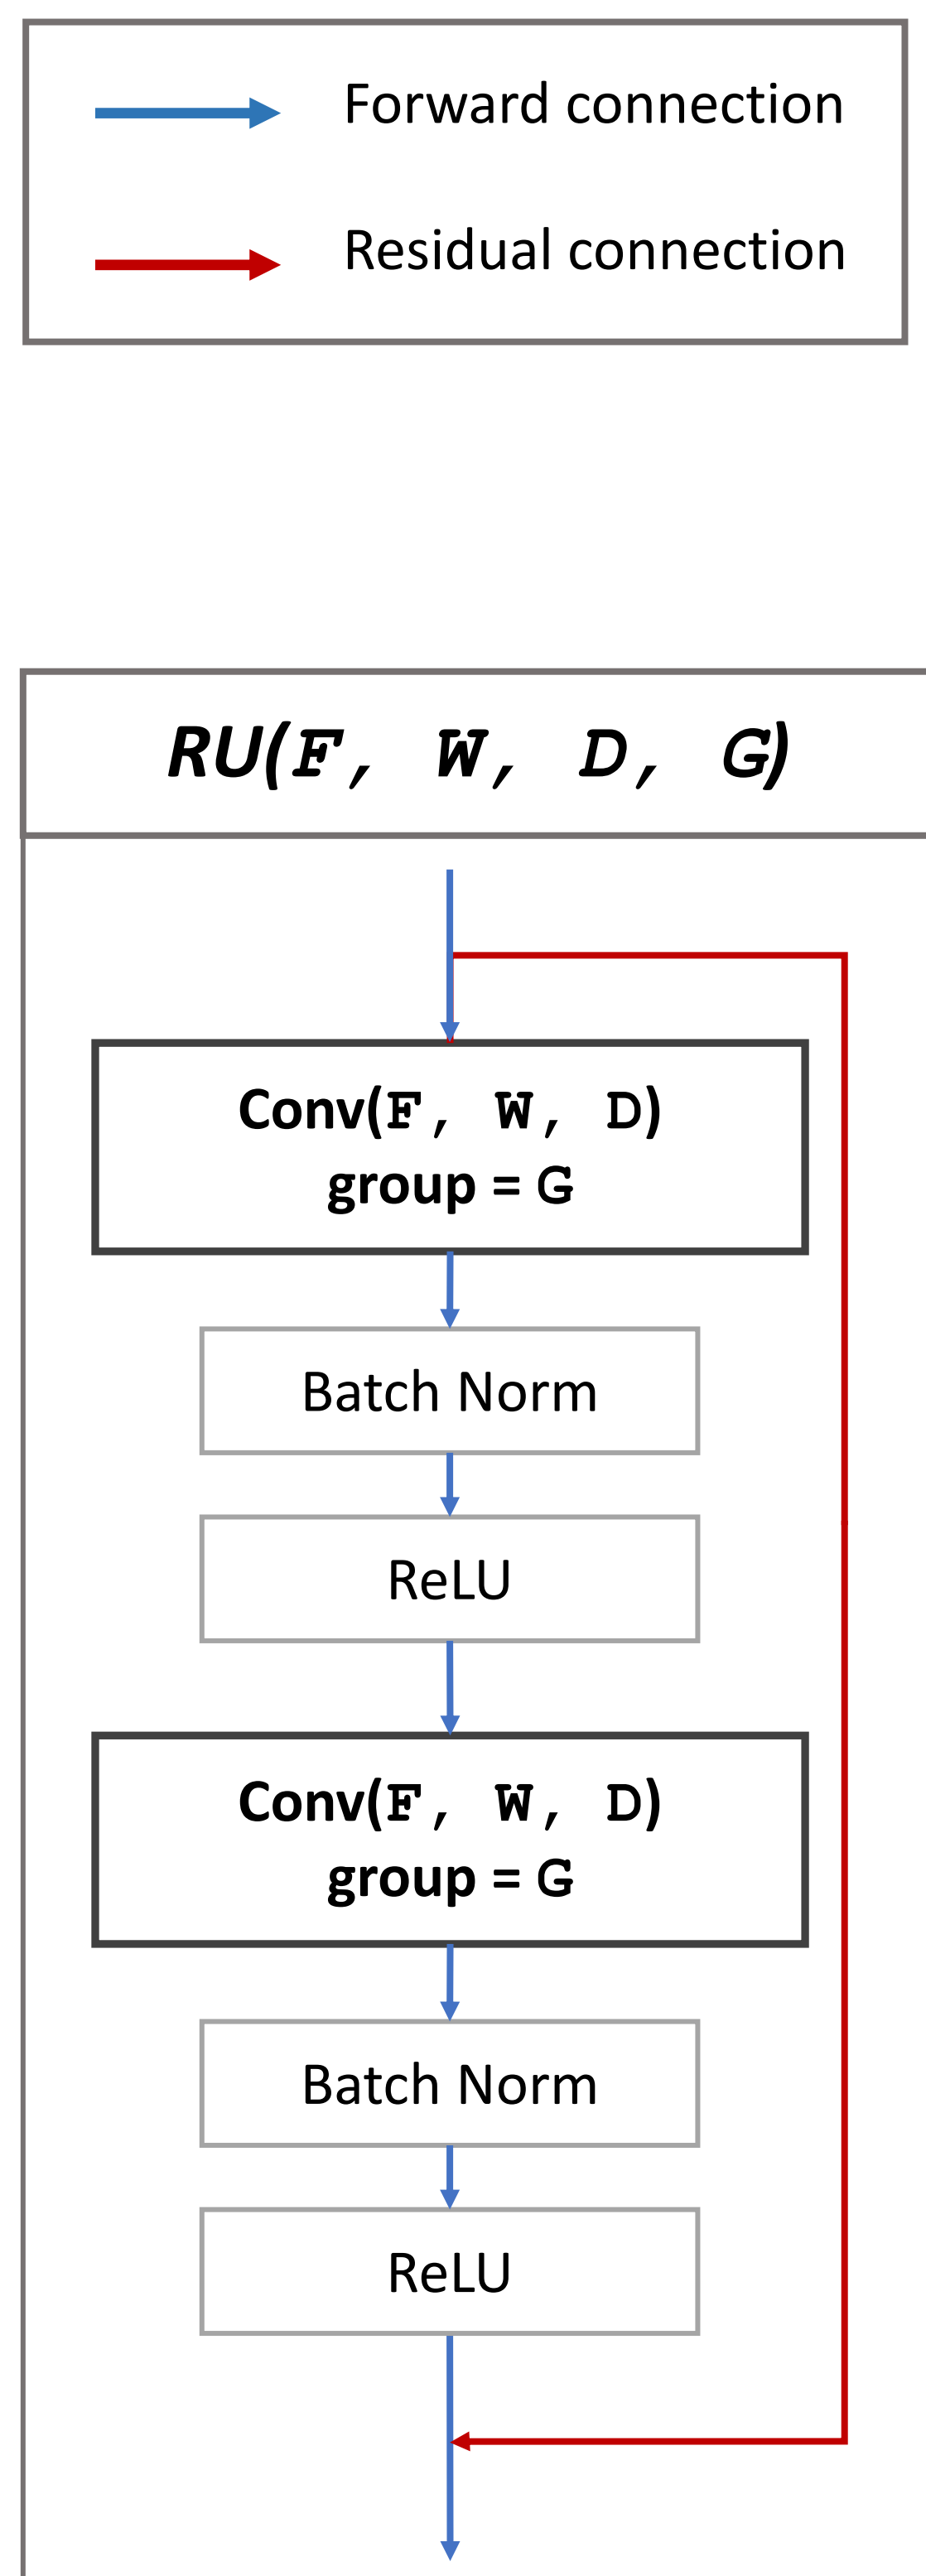 Forward connection
Residual connection
RU(F, W, D, G)
Conv(F, W, D)
group = G
Batch Norm
ReLU
Conv(F, W, D)
group = G
Batch Norm
ReLU